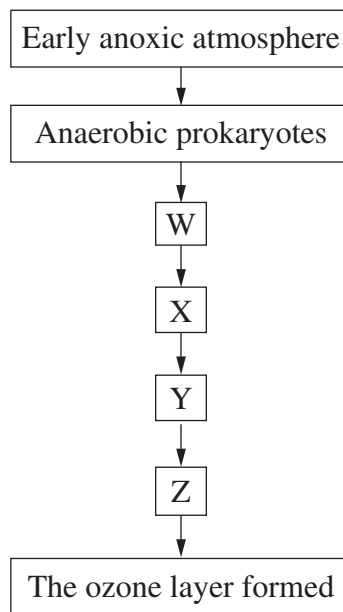 Early anoxic atmosphere
Anaerobic prokaryotes
W
X
Y
Z
The ozone layer formed